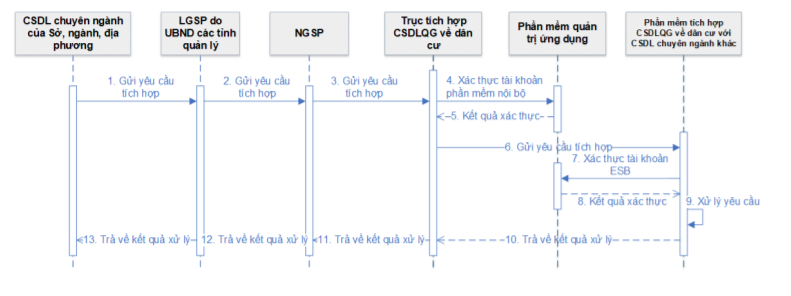 CSDL chuyên ngành
của Sở, ngành, địa
phương
LGSP do
UBND các tỉnh
quản lý
NGSP
Trục tích hợp
CSDLQG về dân
cư
Phần mềm quản
trị ứng dụng
Phần mềm tích hợp
CSDLQG về dân cư với
CSDL chuyên ngành khác
1. Gửi yêu cầu
tích hợp
2. Gửi yêu cầu
tích hợp
3. Gửi yêu cầu
tích hợp
4. Xác thực tài khoản
phần mềm nội bộ
5. Kết quả xác thực
6. Gửi yêu cầu tích hợp
7. Xác thực tài khoản
ESB
8. Kết quả xác thực
9. Xử lý yêu cầu
13. Trả về kết quả xử lý
12. Trả về kết quả xử lý
11. Trả về kết quả xử lý
10. Trả về kết quả xử lý